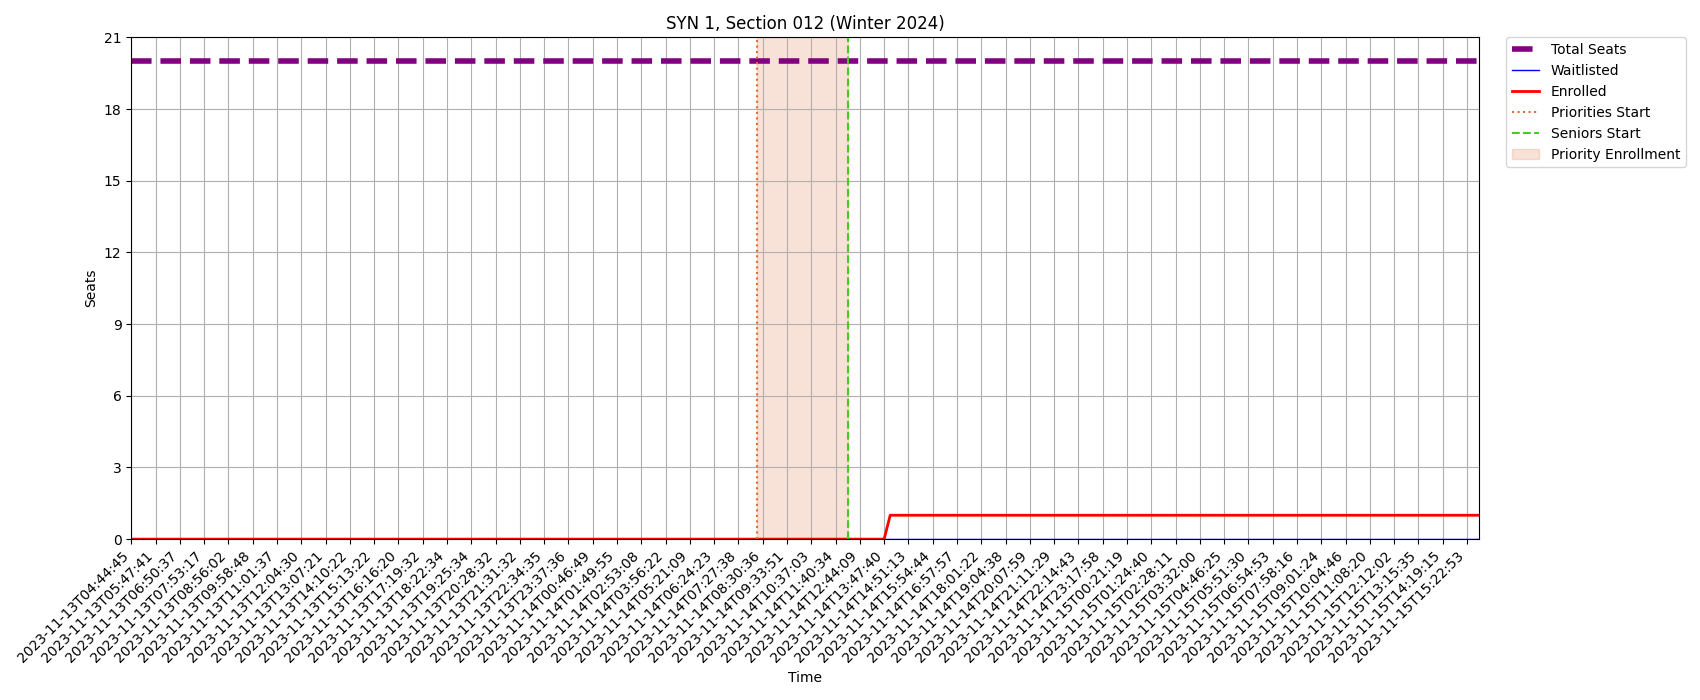 SYN 1, Section 012 (Winter 2024)
21
18
15
12
9
6
3
0
Seats
Total Seats
Waitlisted
Enrolled
Priorities Start
Seniors Start
Priority Enrollment
2023-11-13T04:44:45
2023-11-13T05:47:41
2023-11-13T06:50:37
2023-11-13T07:53:17
2023-11-13T08:56:02
2023-11-13T09:58:48
2023-11-13T11:01:37
2023-11-13T12:04:30
2023-11-13T13:07:21
2023-11-13T14:10:22
2023-11-13T15:13:22
2023-11-13T16:16:20
2023-11-13T17:19:32
2023-11-13T18:22:34
2023-11-13T19:25:34
2023-11-13T20:28:32
2023-11-13T21:31:32
2023-11-13T22:34:35
2023-11-13T23:37:36
2023-11-14T00:46:49
2023-11-14T01:49:55
2023-11-14T02:53:08
2023-11-14T03:56:22
2023-11-14T05:21:09
2023-11-14T06:24:23
2023-11-14T07:27:38
2023-11-14T08:30:36
2023-11-14T09:33:51
2023-11-14T10:37:03
2023-11-14T11:40:34
2023-11-14T12:44:09
2023-11-14T13:47:40
2023-11-14T14:51:13
2023-11-14T15:54:44
2023-11-14T16:57:57
2023-11-14T18:01:22
2023-11-14T19:04:38
2023-11-14T20:07:59
2023-11-14T21:11:29
2023-11-14T22:14:43
2023-11-14T23:17:58
2023-11-15T00:21:19
2023-11-15T01:24:40
2023-11-15T02:28:11
2023-11-15T03:32:00
2023-11-15T04:46:25
2023-11-15T05:51:30
2023-11-15T06:54:53
2023-11-15T07:58:16
2023-11-15T09:01:24
2023-11-15T10:04:46
2023-11-15T11:08:20
2023-11-15T12:12:02
2023-11-15T13:15:35
2023-11-15T14:19:15
2023-11-15T15:22:53
Time